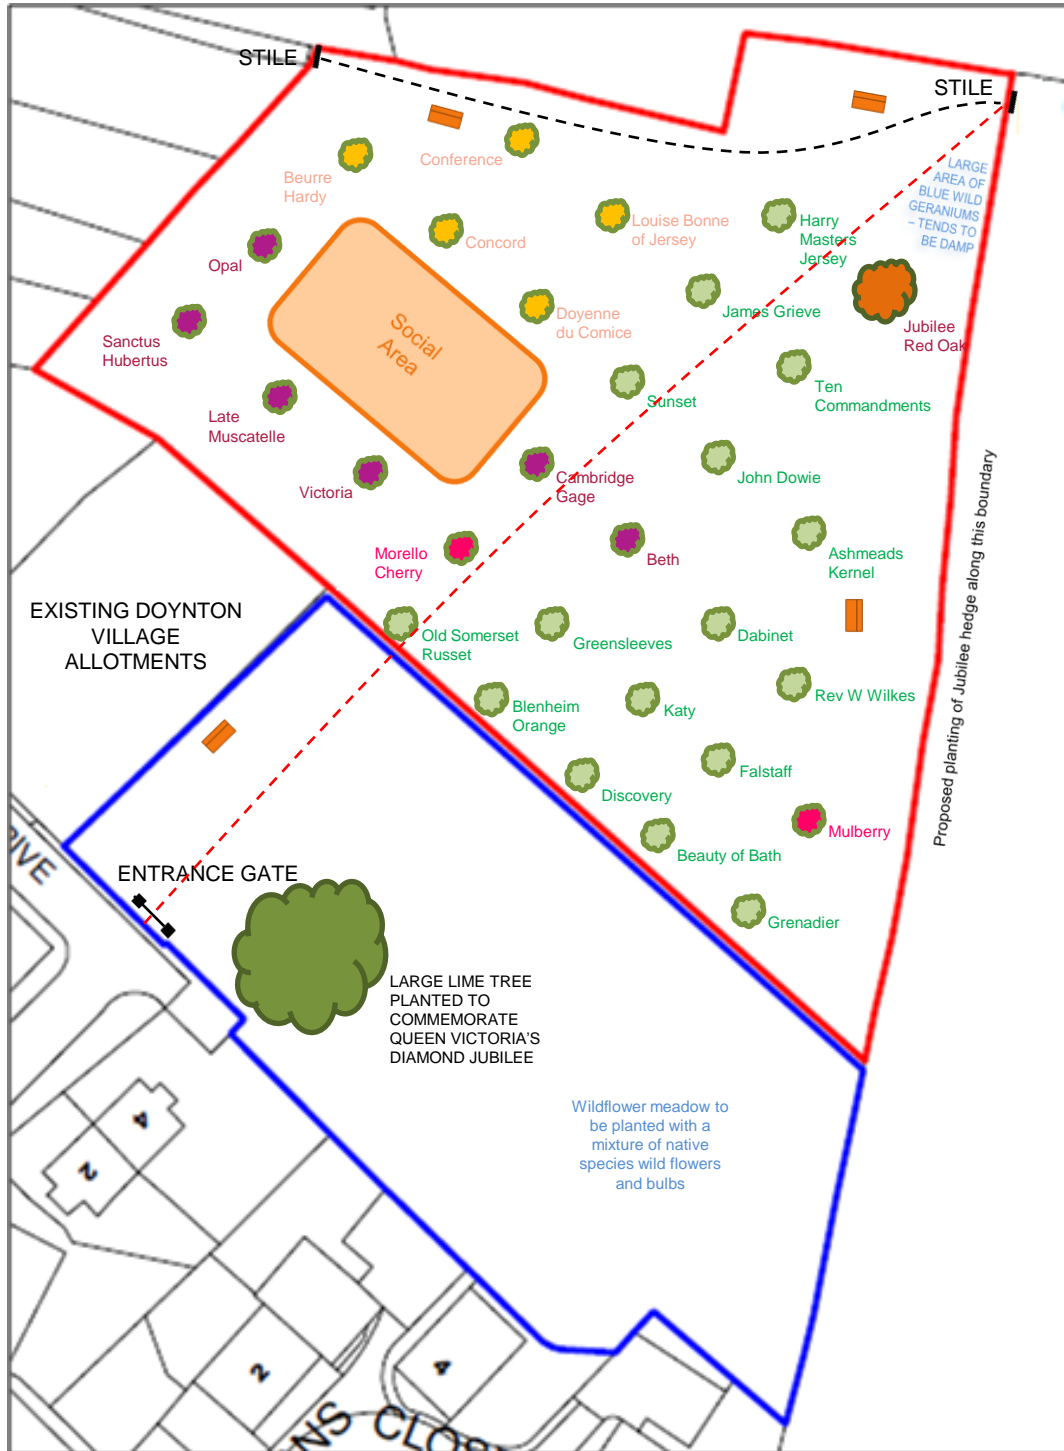 STILE
STILE
Conference
Beurre
Hardy
LARGE
AREA OF
BLUE WILD
GERANIUMS
– TENDS TO
BE DAMP
Louise Bonne
of Jersey
Harry
Masters
Jersey
Concord
Opal
Doyenne
du Comice
James Grieve
Social
Area
Jubilee
Red Oak
Sanctus
Hubertus
Sunset
Ten
Commandments
Late
Muscatelle
Victoria
Cambridge
Gage
John Dowie
Proposed planting of Jubilee hedge along this boundary
Morello
Cherry
Beth
Ashmeads
Kernel
EXISTING DOYNTON
VILLAGE
ALLOTMENTS
Old Somerset
Russet
Greensleeves
Dabinet
Blenheim
Orange
Katy
Rev W Wilkes
Falstaff
Discovery
Mulberry
Beauty of Bath
RIVE
ENTRANCE GATE
Grenadier
LARGE LIME TREE
PLANTED TO
COMMEMORATE
QUEEN VICTORIA'S
DIAMOND JUBILEE
Wildflower meadow to
be planted with a
mixture of native
species wild flowers
and bulbs
4
2
2
4
NS CLOS